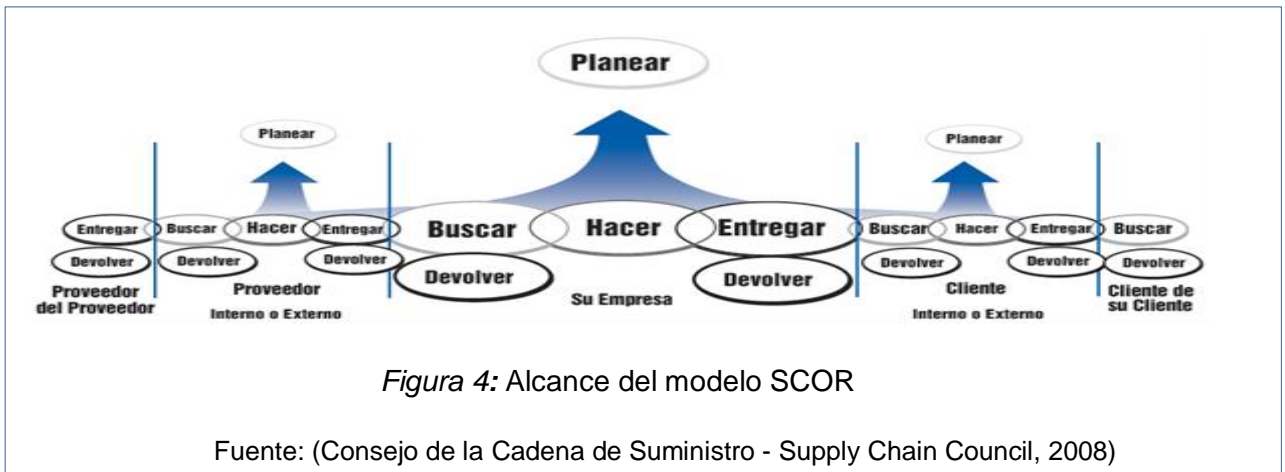 Planear
Planear
Planear
Entregar Buscar Hacer Entregar Buscar Hacer Entregar Buscar Hacer Entregar Buscar
Devolver Devolver Devolver Devolver Devolver Devolver Devolver Devolver
Proveedor del Proveedor
Proveedor
Interno o Externo
Su Empresa
Cliente
Interno o Externo
Cliente de su Cliente
Figura 4: Alcance del modelo SCOR
Fuente: (Consejo de la Cadena de Suministro - Supply Chain Council, 2008)